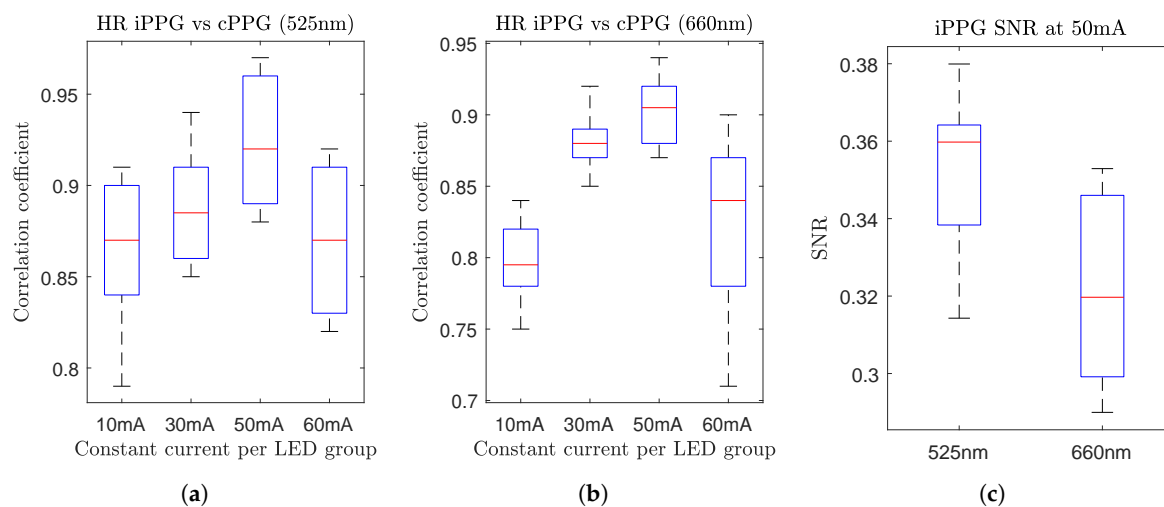 HR iPPG vs cPPG (525nm)
Correlation coefficient
0.95
0.9
0.85
0.8
10mA 30mA 50mA 60mA
Constant current per LED group
(a)
HR iPPG vs cPPG (660nm)
Correlation coefficient
0.95
0.9
0.85
0.8
0.75
0.7
10mA 30mA 50mA 60mA
Constant current per LED group
(b)
iPPG SNR at 50mA
SNR
0.38
0.36
0.34
0.32
0.3
525nm 660nm
(c)